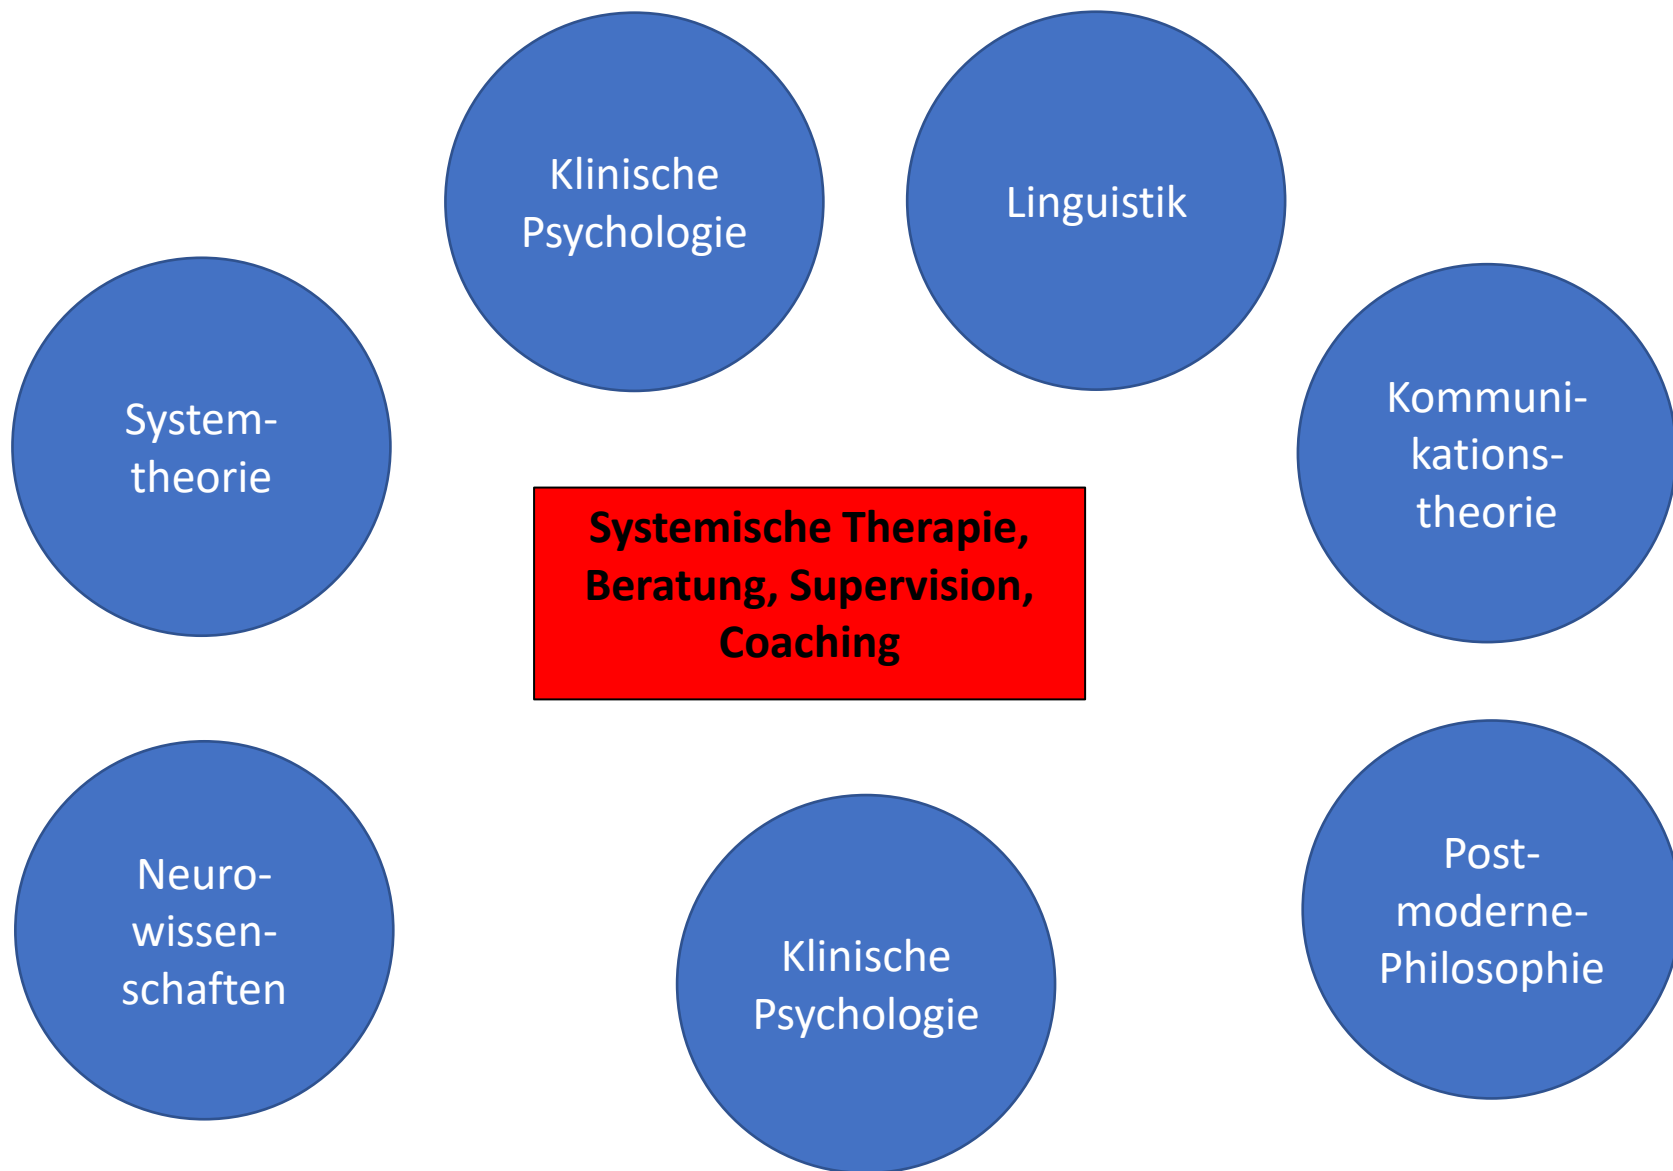 Klinische
Psychologie
Linguistik
System-
theorie
Kommuni-
kations-
theorie
Systemische Therapie,
Beratung, Supervision,
Coaching
Neuro-
wissen-
schaften
Klinische
Psychologie
Post-
moderne-
Philosophie